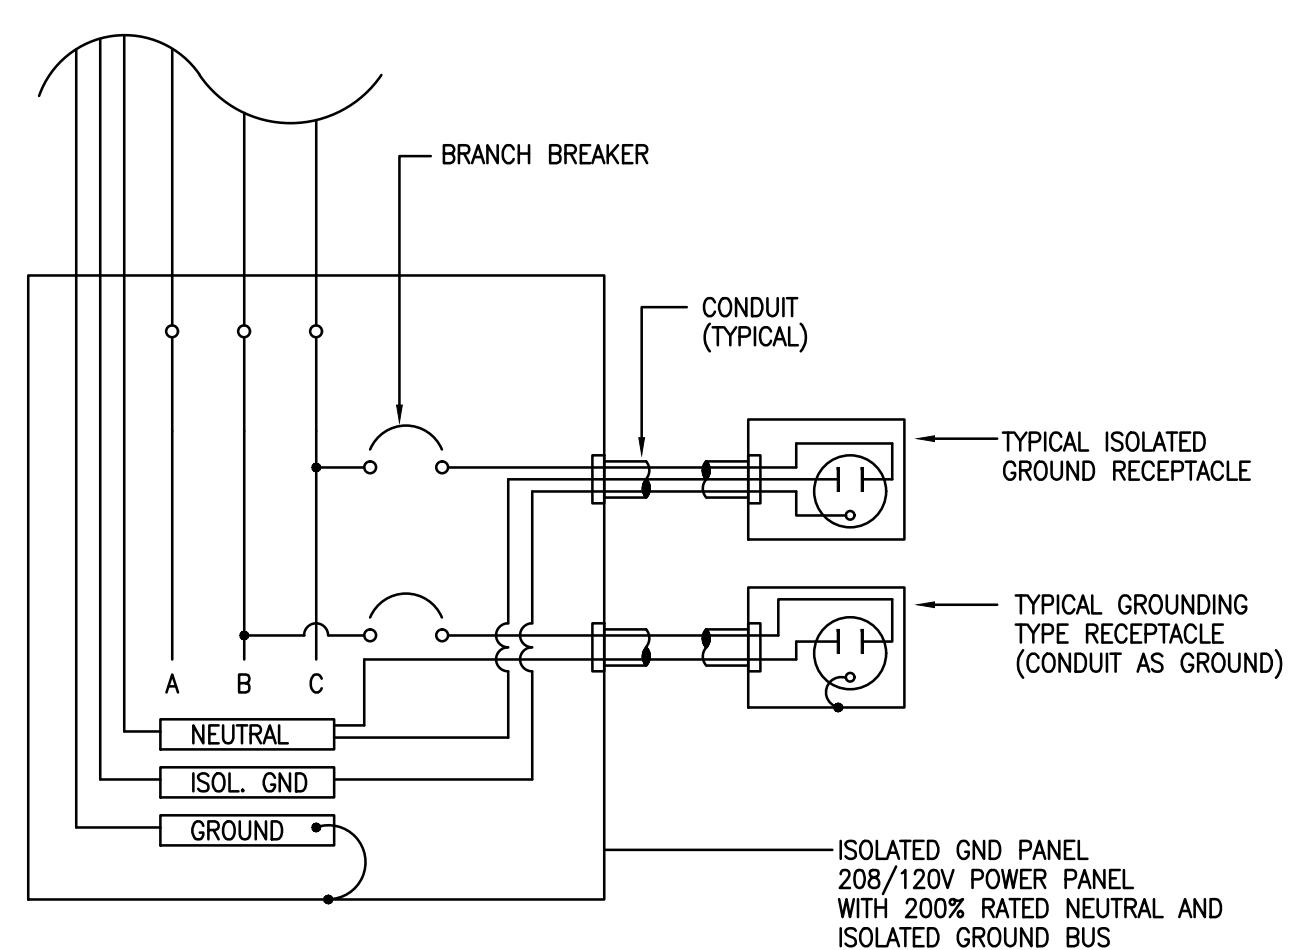 BRANCH BREAKER
CONDUIT
(TYPICAL)
TYPICAL ISOLATED
GROUND RECEPTACLE
TYPICAL GROUNDING
TYPE RECEPTACLE
(CONDUIT AS GROUND)
A B C
NEUTRAL
ISOL. GND
GROUND
ISOLATED GND PANEL
208/120V POWER PANEL
WITH 200% RATED NEUTRAL AND
ISOLATED GROUND BUS